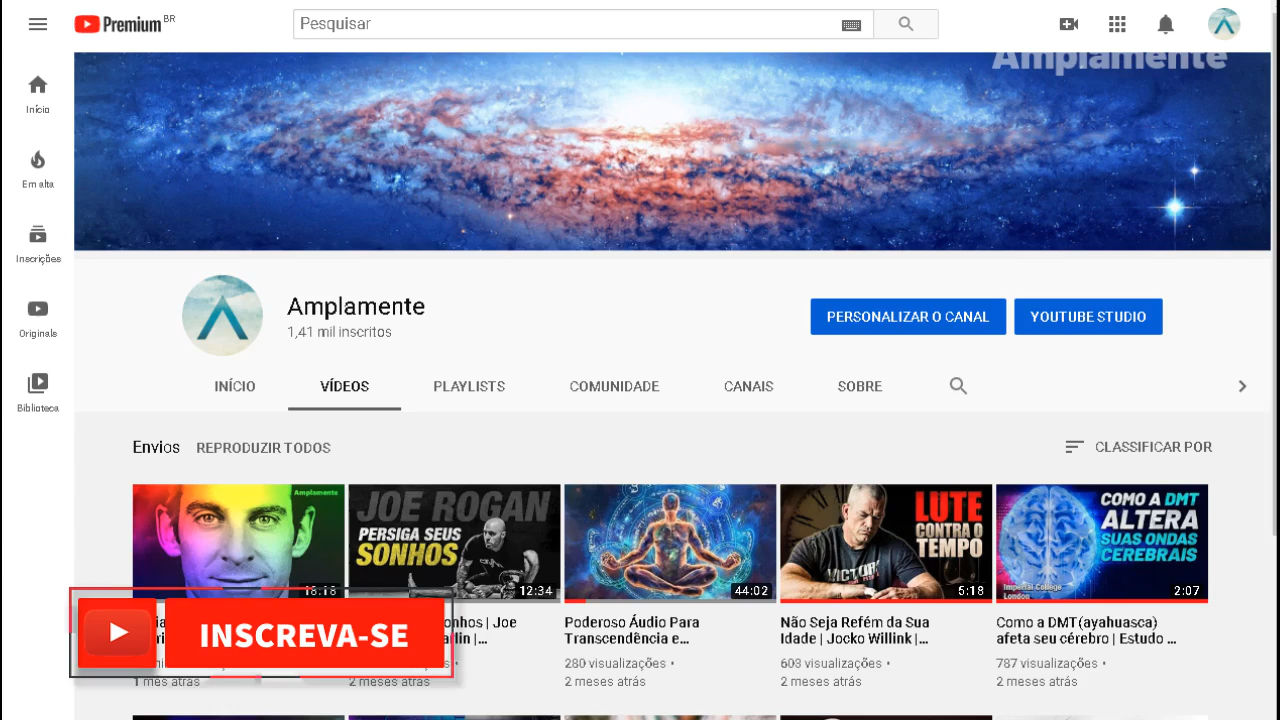 Premium BR
Pesquisar
Amplamente
Início
Em alta
Inscrições
Originals
Biblioteca
Amplamente
1,41 mil inscritos
PERSONALIZAR O CANAL
YOUTUBE STUDIO
INÍCIO
VÍDEOS
PLAYLISTS
COMUNIDADE
CANAIS
SOBRE
Envios
REPRODUZIR TODOS
CLASSIFICAR POR
Amplamente
18:18
JOE ROGAN
PERSIGA SEUS
SONHOS
12:34
44:02
LUTE
CONTRA O
TEMPO
VICTORY
5:18
COMO A DMT
ALTERA
SUAS ONDAS
CEREBRAIS
Imperial College
London
2:07
| Joe
Poderoso Áudio Para
Transcendência e...
280 visualizações •
2 meses atrás
Não Seja Refém da Sua
Idade | Jocko Willink |...
603 visualizações •
2 meses atrás
Como a DMT(ayahuasca)
afeta seu cérebro | Estudo ...
787 visualizações •
2 meses atrás
INSCREVA-SE
1 mês atrás
2 meses atrás